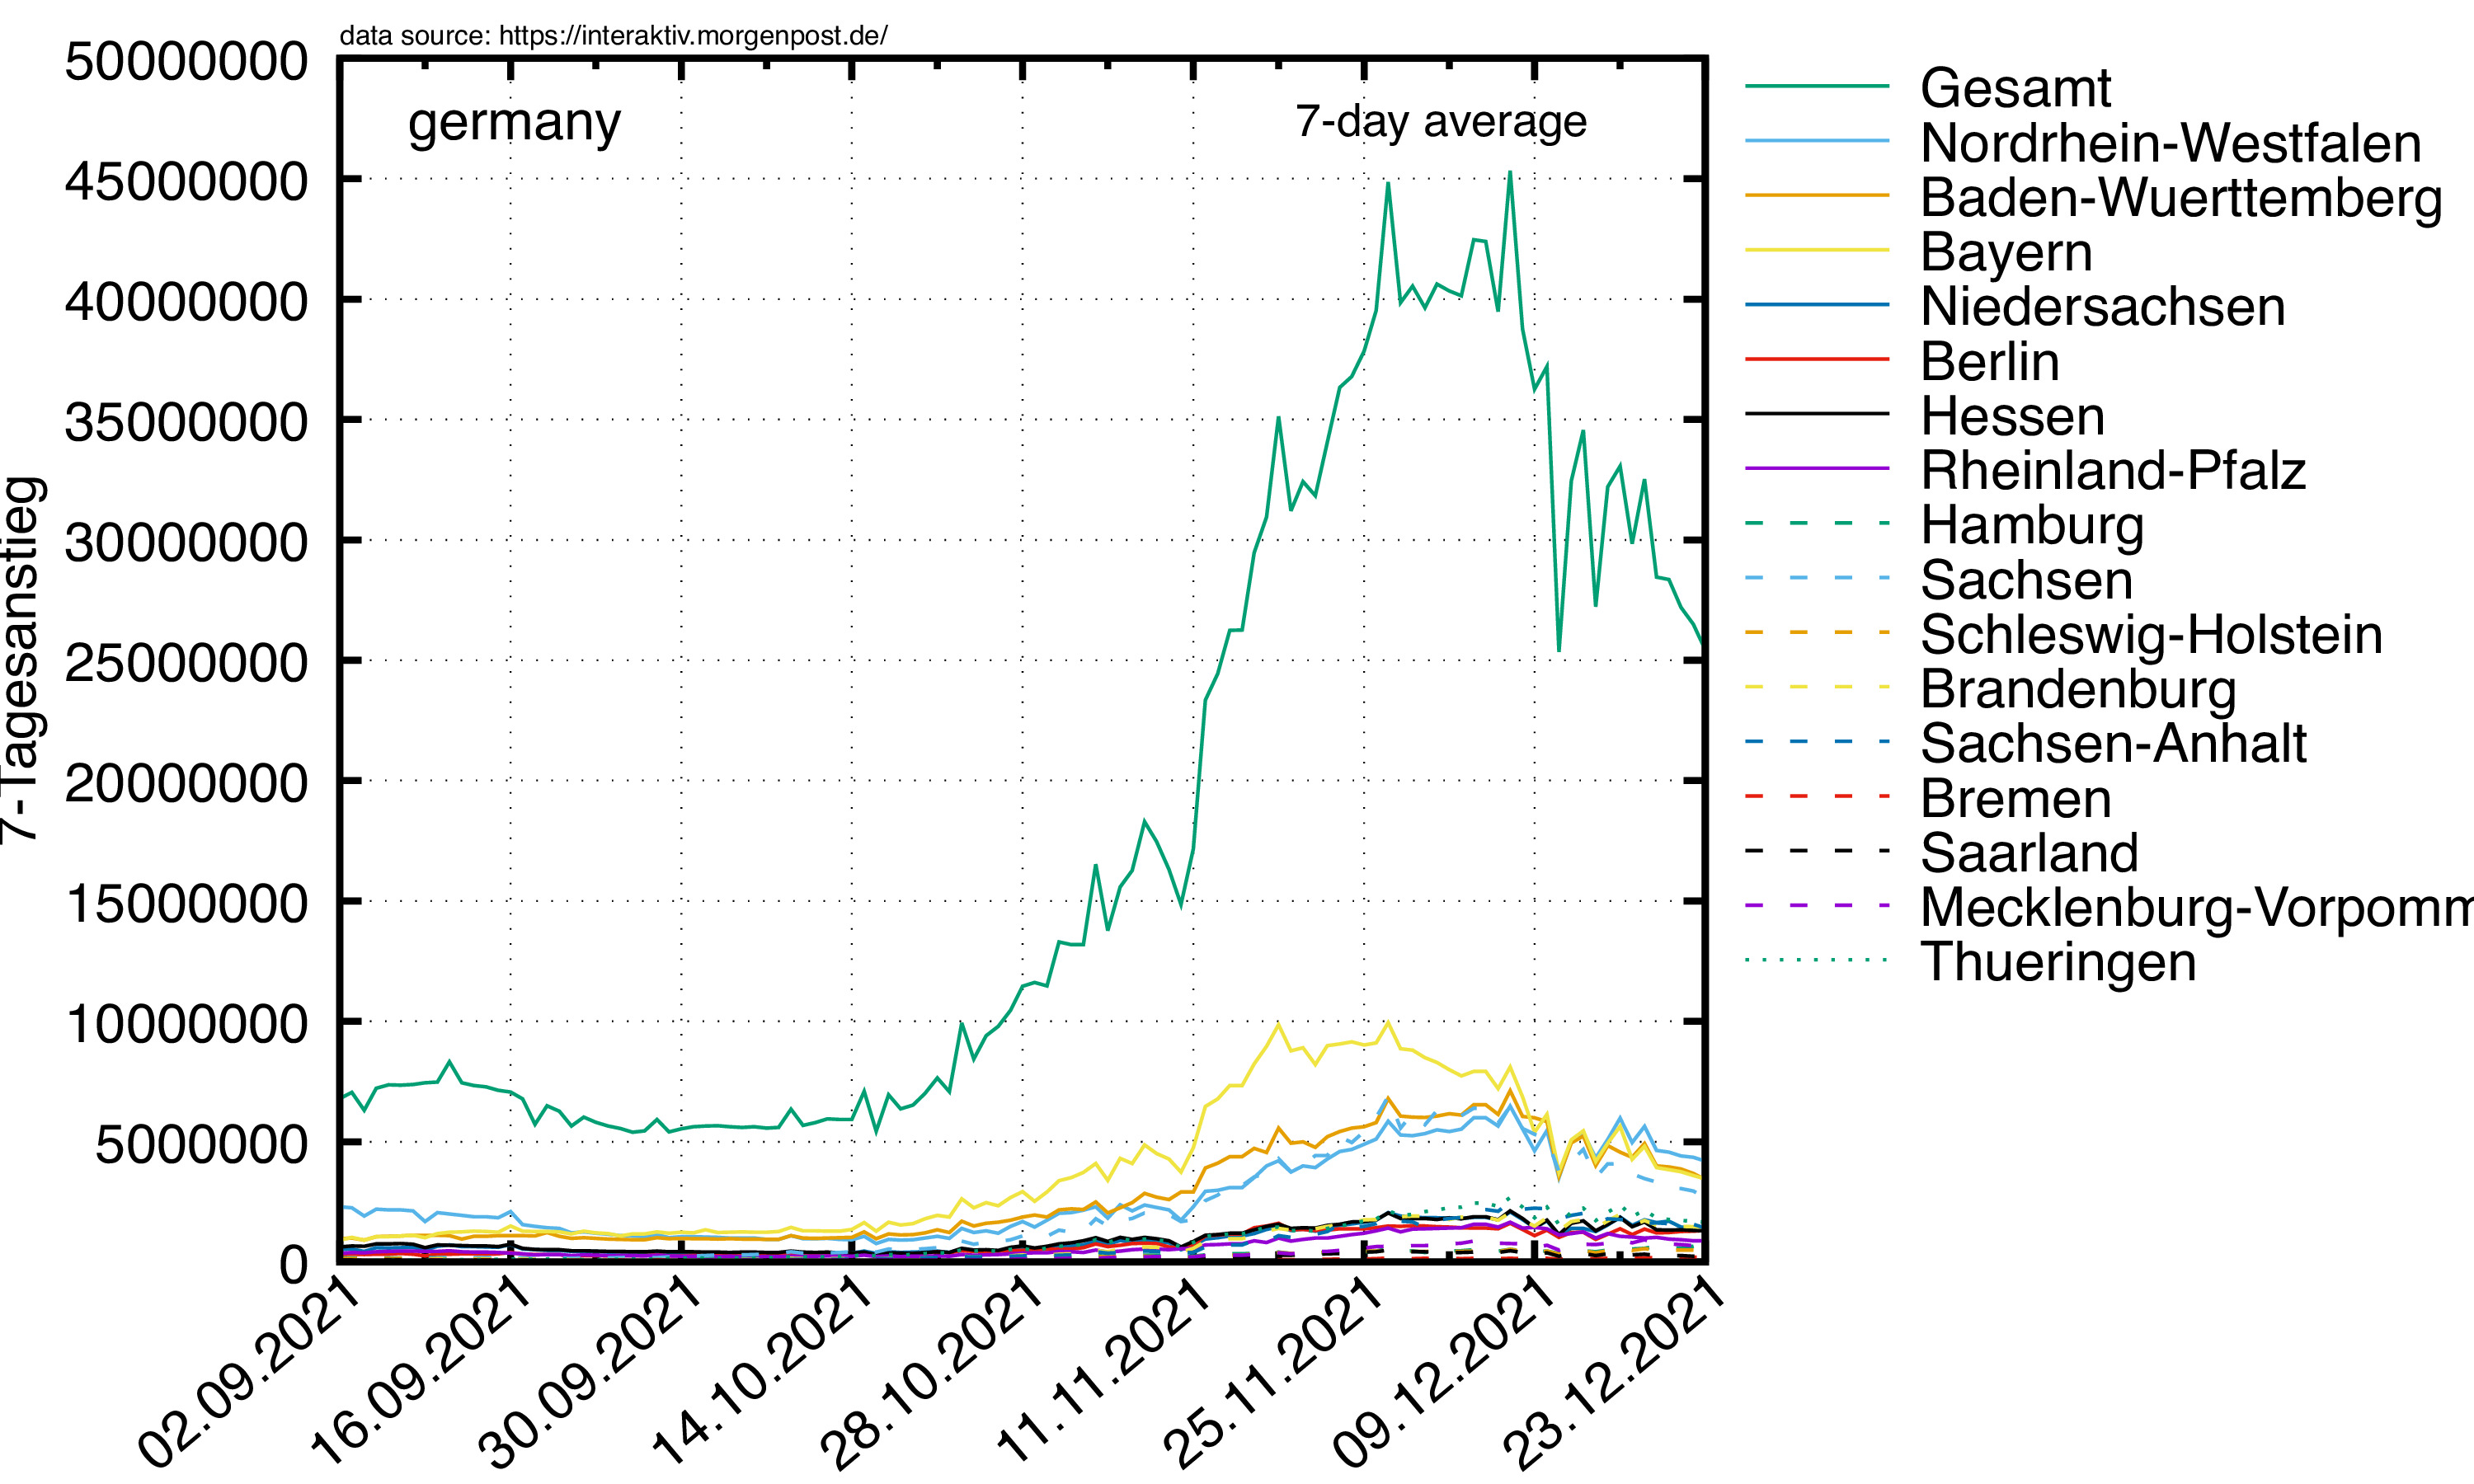 data source: https://interaktiv.morgenpost.de/
germany
7-day average
7-Tagesanstieg
50000000
45000000
40000000
35000000
30000000
25000000
20000000
15000000
10000000
5000000
0
02.09.2021
16.09.2021
30.09.2021
14.10.2021
28.10.2021
11.11.2021
25.11.2021
09.12.2021
23.12.2021
Gesamt
Nordrhein-Westfalen
Baden-Wuerttemberg
Bayern
Niedersachsen
Berlin
Hessen
Rheinland-Pfalz
Hamburg
Sachsen
Schleswig-Holstein
Brandenburg
Sachsen-Anhalt
Bremen
Saarland
Mecklenburg-Vorpomm
Thueringen